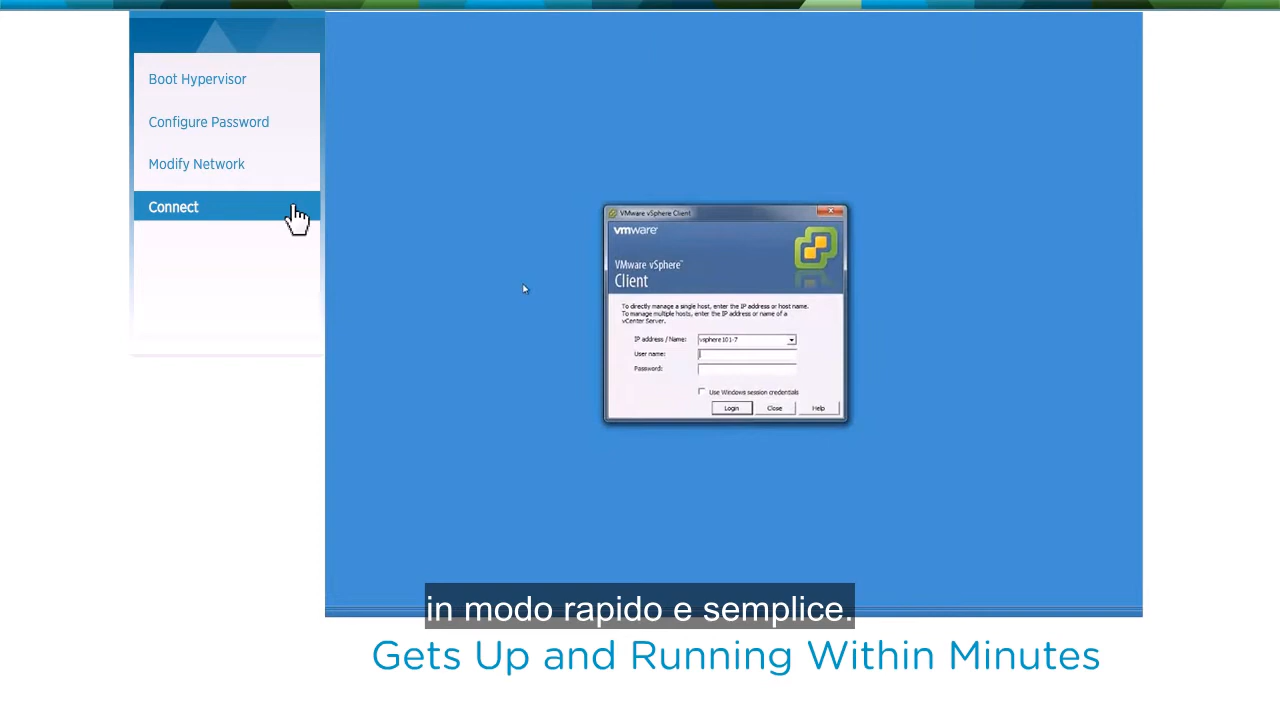 Boot Hypervisor
Configure Password
Modify Network
Connect
VMware vSphere Client
vmware
VMware vSphere™
Client
To directly manage a single host, enter the IP address or host name.
To manage multiple hosts, enter the IP address or name of a
vCenter Server.
IP address / Name: vsphere101-7
User name:
Password:
Use Windows session credentials
Login Close Help
in modo rapido e semplice.
Gets Up and Running Within Minutes